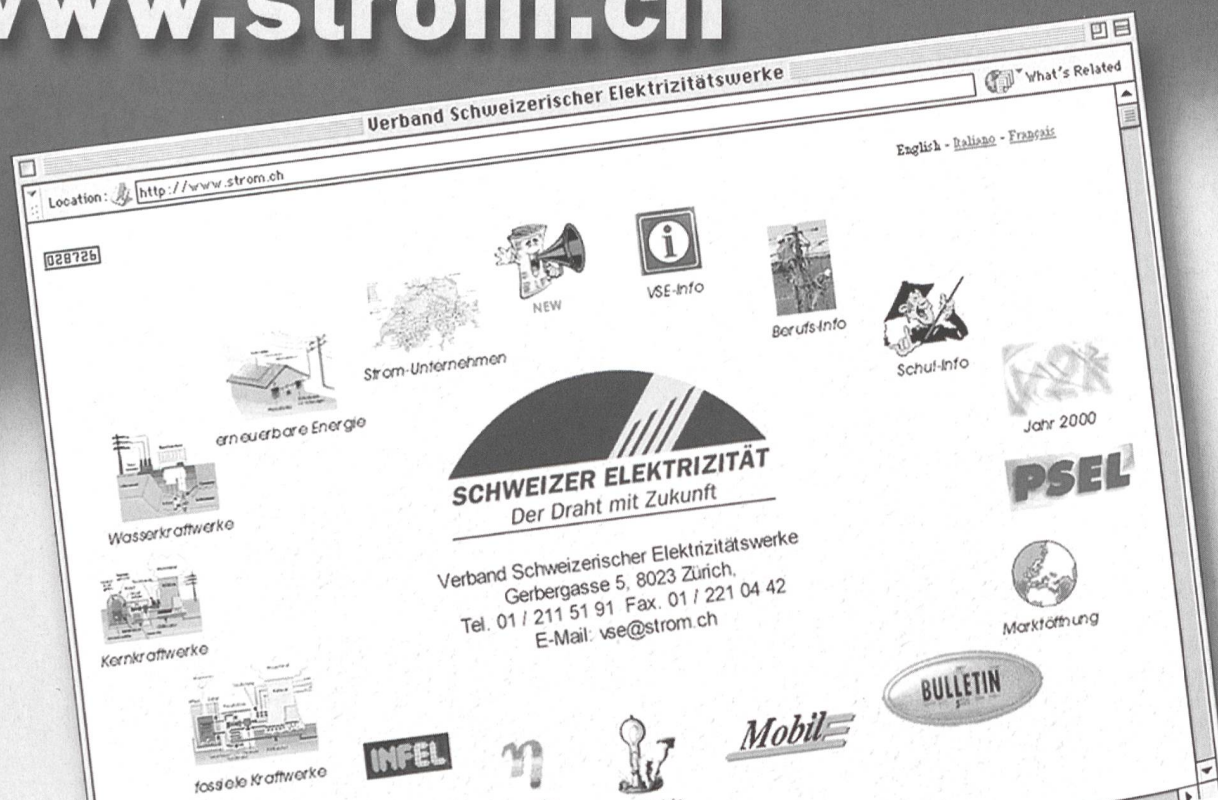 www.strom.ch
Verband Schweizerischer Elektrizitätswerke
What's Related
Location: http://www.strom.ch
English - Italiano - Français
028726
NEW
VSE-Info
Berufs-Info
Schul-Info
Strom-Unternehmen
erneuerbare Energie
Jahr 2000
PSEL
Wasserkraftwerke
SCHWEIZER ELEKTRIZITÄT
Der Draht mit Zukunft
Verband Schweizerischer Elektrizitätswerke
Gerbergasse 5, 8023 Zürich,
Tel. 01 / 211 51 91 Fax. 01 / 221 04 42
E-Mail: vse@strom.ch
Kernkraftwerke
Marktöffnung
fossiele Kraftwerke
INFEL
η
Mobil E
BULLETIN